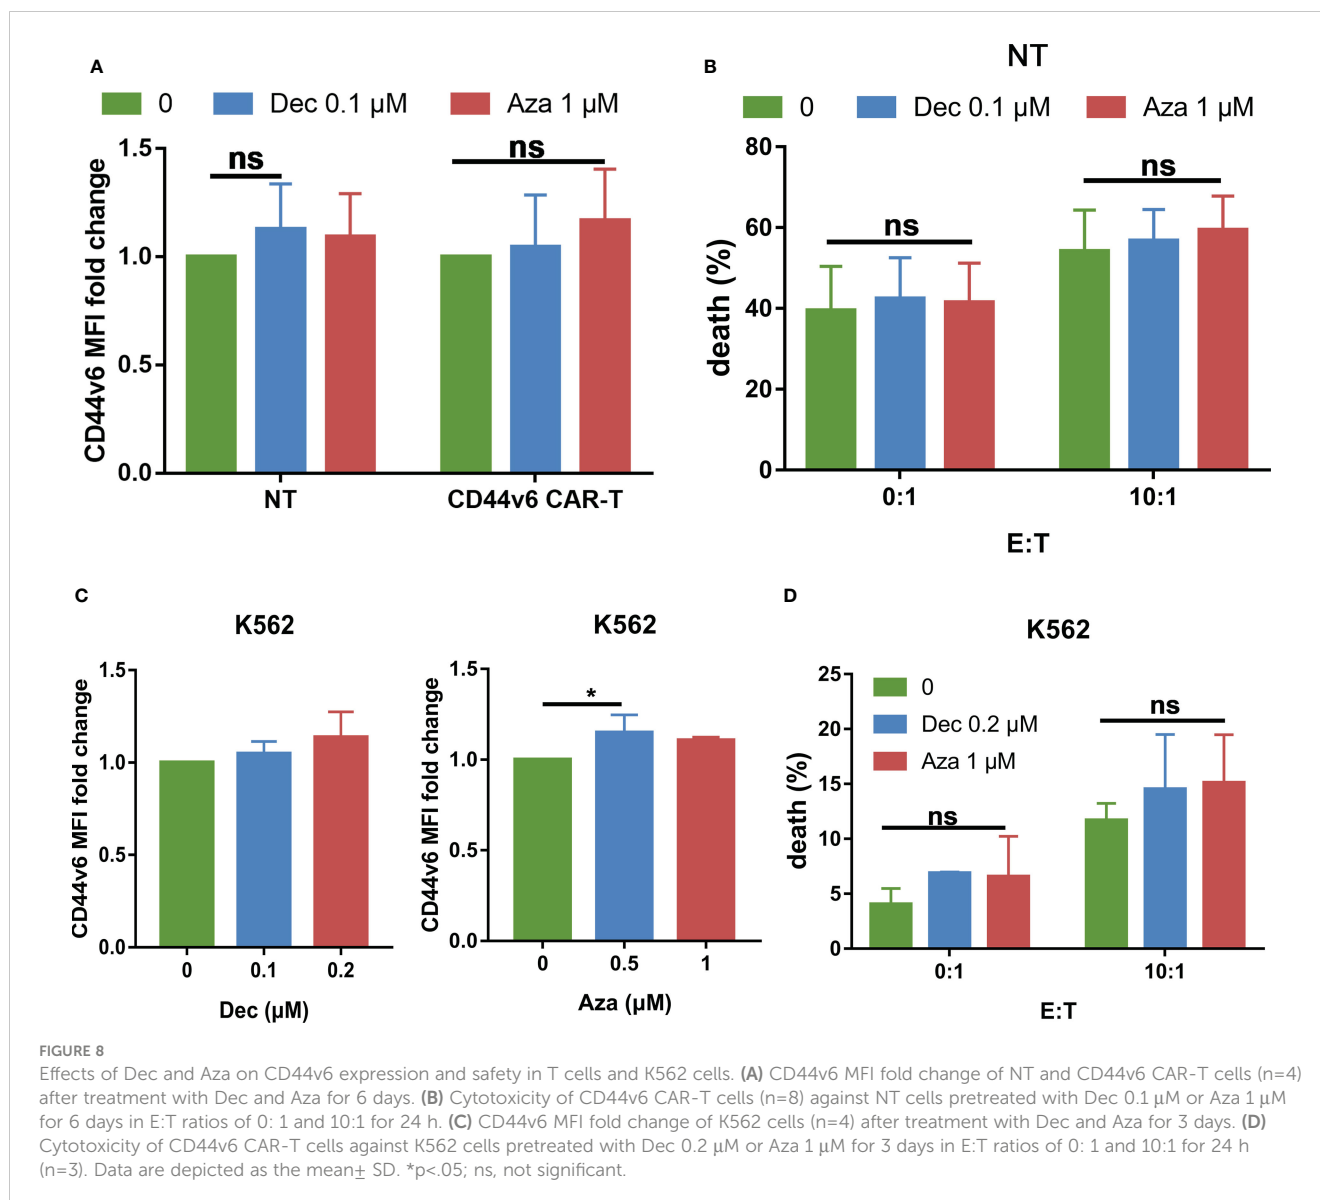 A
0 Dec 0.1 µM Aza 1 µM
CD44v6 MFI fold change
1.5
1.0
0.5
0.0
ns
ns
NT CD44v6 CAR-T
B
NT
0 Dec 0.1 µM Aza 1 µM
death (%)
80
60
40
20
0
ns
ns
0:1 10:1
E:T
C
K562
CD44v6 MFI fold change
1.5
1.0
0.5
0.0
0 0.1 0.2
Dec (µM)
K562
CD44v6 MFI fold change
1.5
1.0
0.5
0.0
*
0 0.5 1
Aza (µM)
D
K562
death (%)
25
20
15
10
5
0
0
Dec 0.2 µM
Aza 1 µM
ns
ns
0:1 10:1
E:T
FIGURE 8
Effects of Dec and Aza on CD44v6 expression and safety in T cells and K562 cells. (A) CD44v6 MFI fold change of NT and CD44v6 CAR-T cells (n=4)
after treatment with Dec and Aza for 6 days. (B) Cytotoxicity of CD44v6 CAR-T cells (n=8) against NT cells pretreated with Dec 0.1 µM or Aza 1 µM
for 6 days in E:T ratios of 0: 1 and 10:1 for 24 h. (C) CD44v6 MFI fold change of K562 cells (n=4) after treatment with Dec and Aza for 3 days. (D)
Cytotoxicity of CD44v6 CAR-T cells against K562 cells pretreated with Dec 0.2 µM or Aza 1 µM for 3 days in E:T ratios of 0: 1 and 10:1 for 24 h
(n=3). Data are depicted as the mean± SD. *p<.05; ns, not significant.